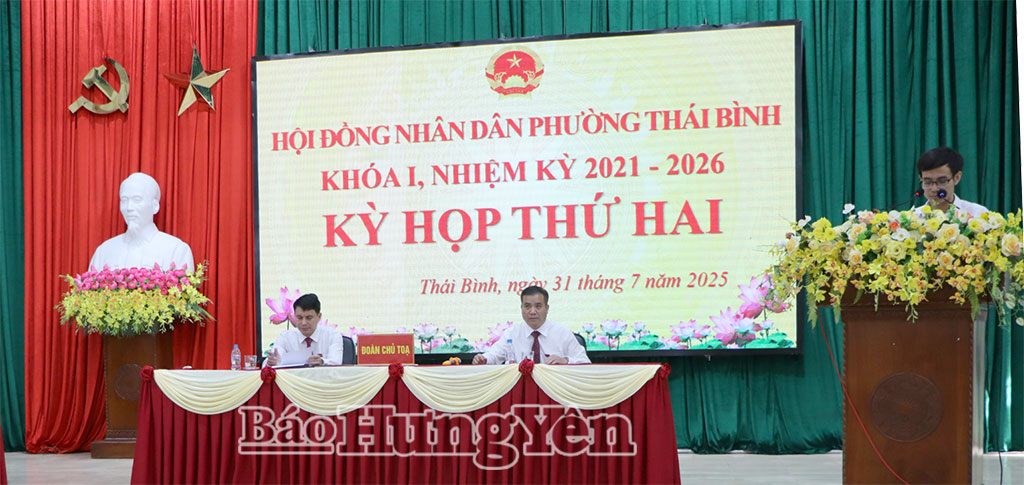 HỘI ĐỒNG NHÂN DÂN PHƯỜNG THÁI BÌNH
KHÓA I, NHIỆM KỲ 2021 - 2026
KỲ HỌP THỨ HAI
Thái Bình, ngày 31 tháng 7 năm 2025
ĐOÀN CHỦ TOẠ
Báo Hưng Yên